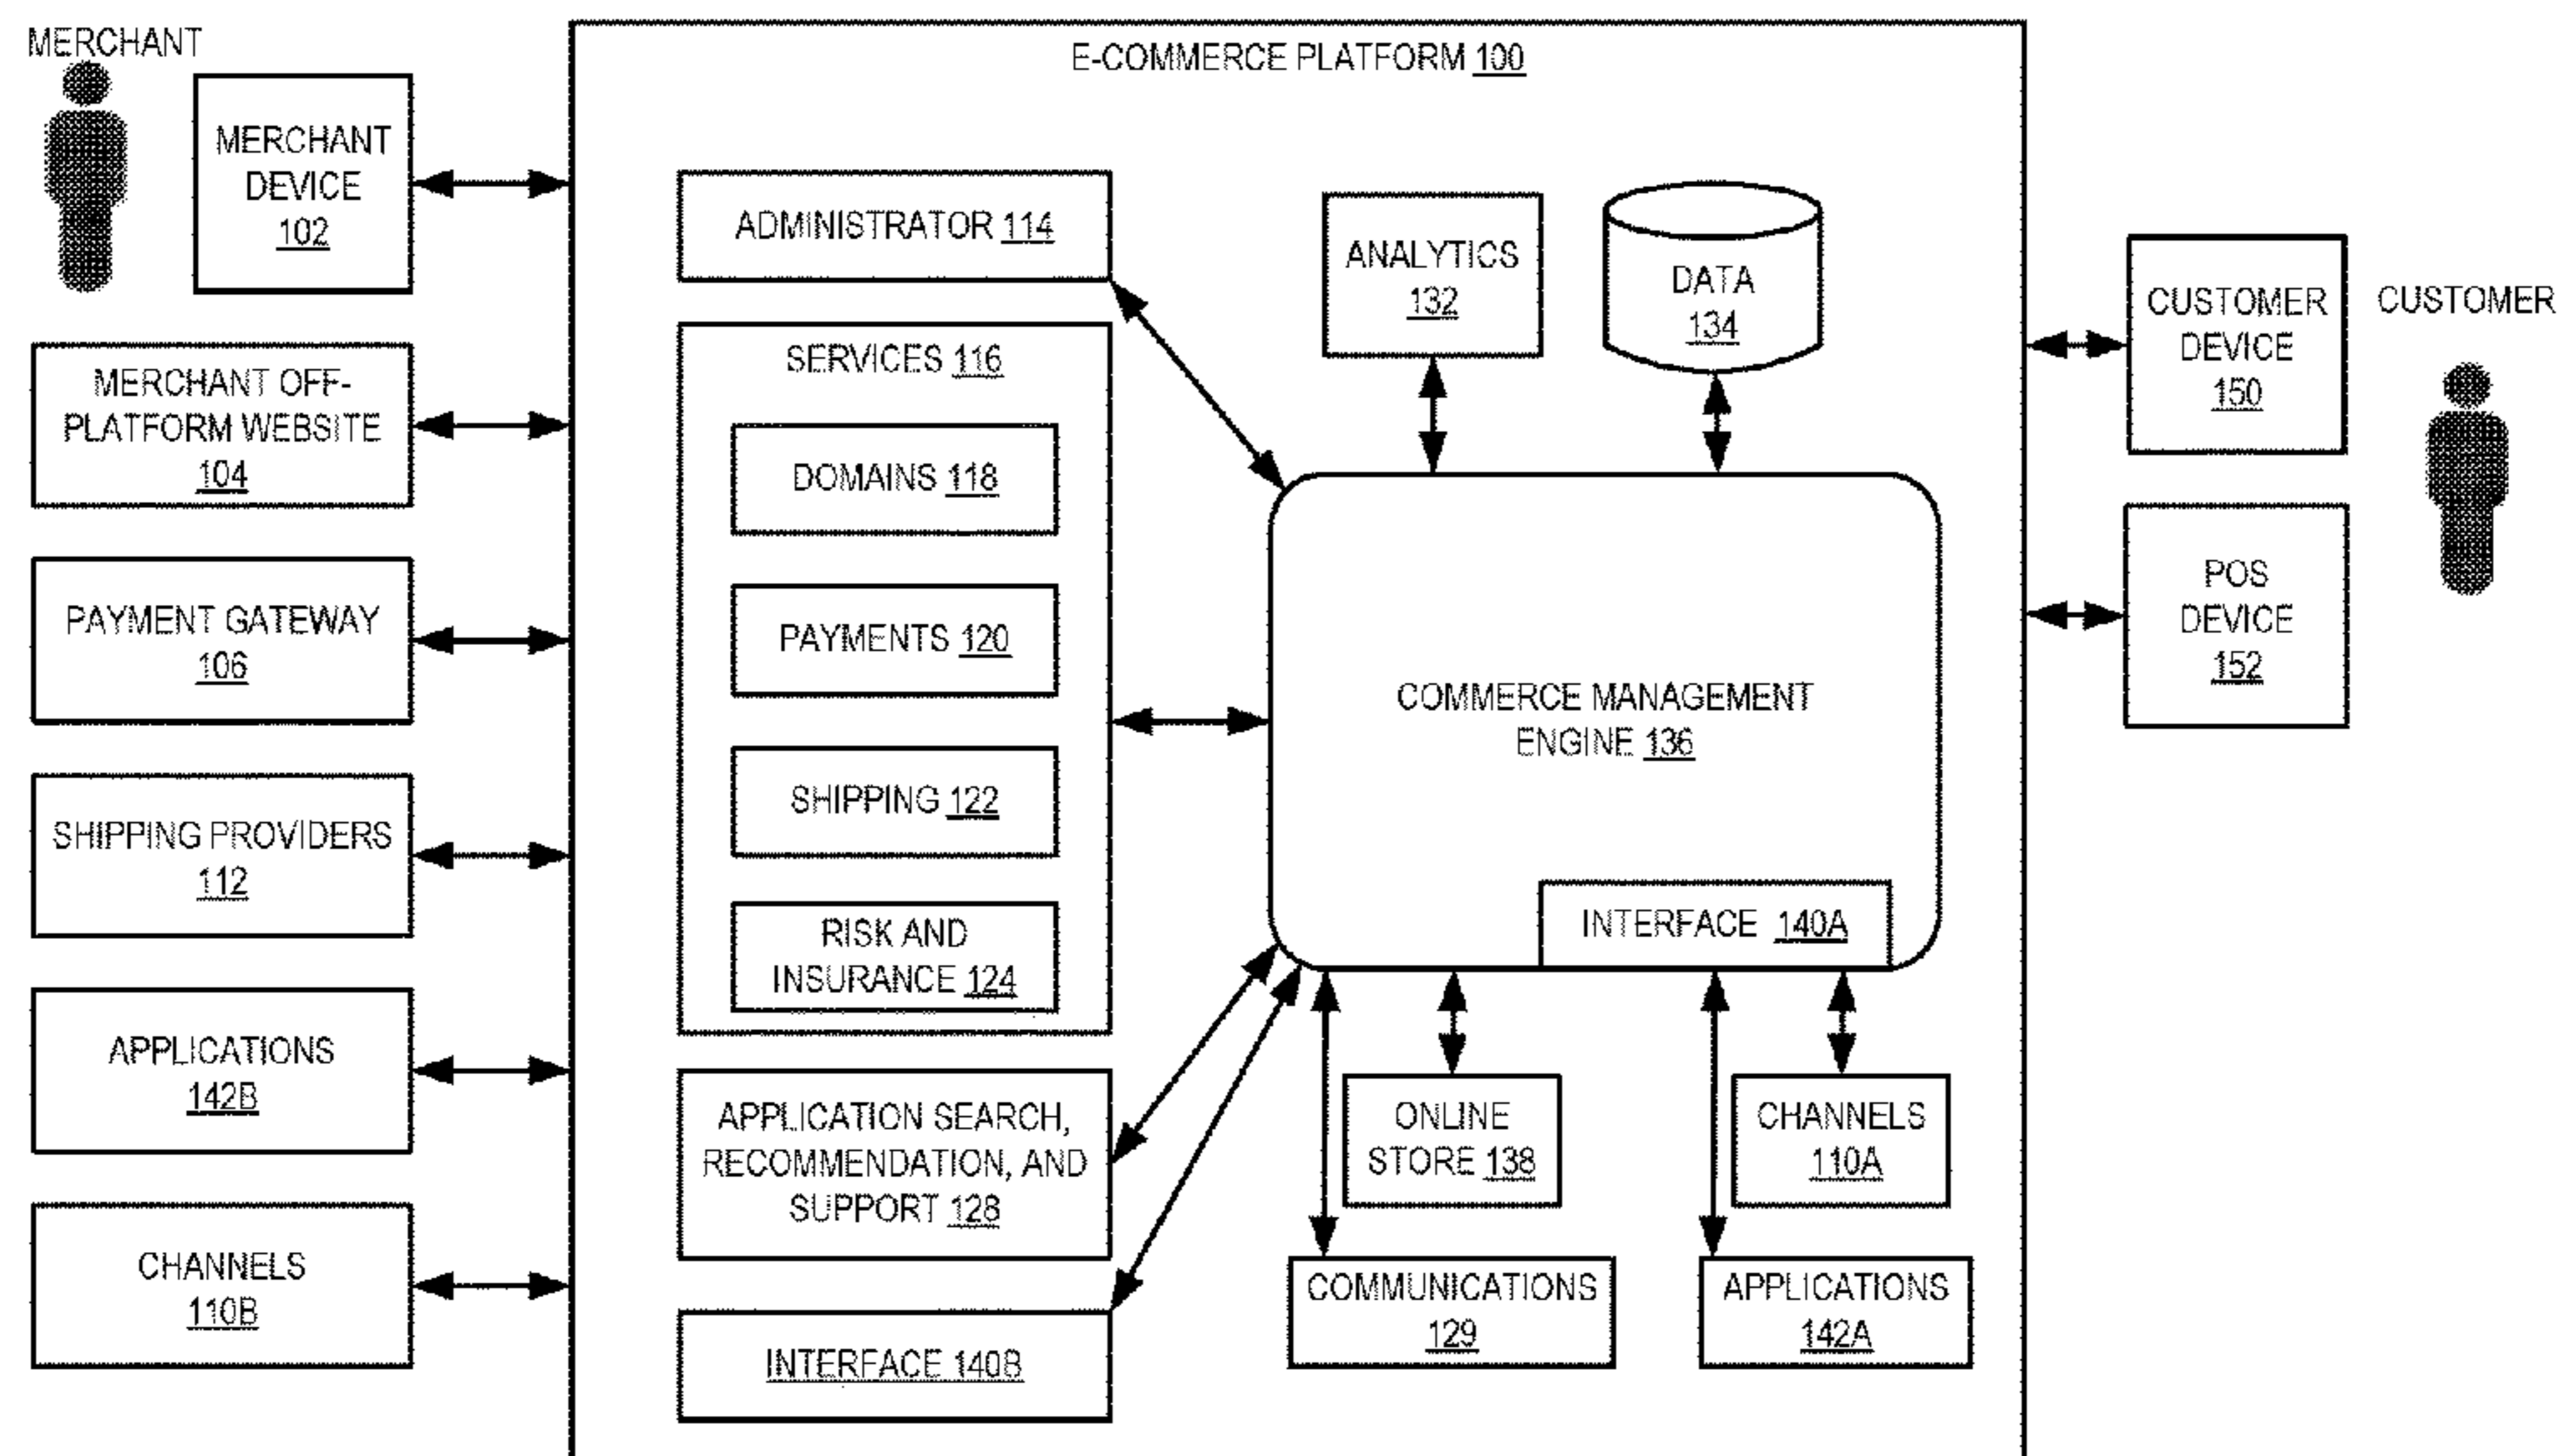 MERCHANT
MERCHANT
DEVICE
102
MERCHANT OFF-
PLATFORM WEBSITE
104
PAYMENT GATEWAY
106
SHIPPING PROVIDERS
112
APPLICATIONS
142B
CHANNELS
110B
E-COMMERCE PLATFORM 100
ADMINISTRATOR 114
SERVICES 116
DOMAINS 118
PAYMENTS 120
SHIPPING 122
RISK AND
INSURANCE 124
APPLICATION SEARCH,
RECOMMENDATION, AND
SUPPORT 128
INTERFACE 140B
ANALYTICS
132
DATA
134
COMMERCE MANAGEMENT
ENGINE 136
INTERFACE 140A
ONLINE
STORE 138
CHANNELS
110A
COMMUNICATIONS
129
APPLICATIONS
142A
CUSTOMER
DEVICE
150
CUSTOMER
POS
DEVICE
152